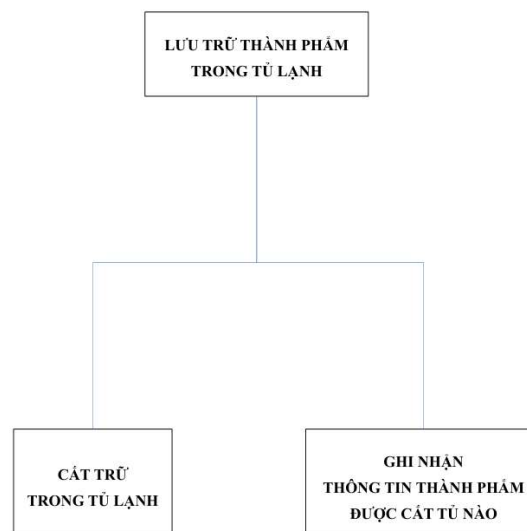 LƯU TRỮ THÀNH PHẨM
TRONG TỦ LẠNH
CẤT TRỮ
TRONG TỦ LẠNH
GHI NHẬN
THÔNG TIN THÀNH PHẨM
ĐƯỢC CẤT TỦ NÀO